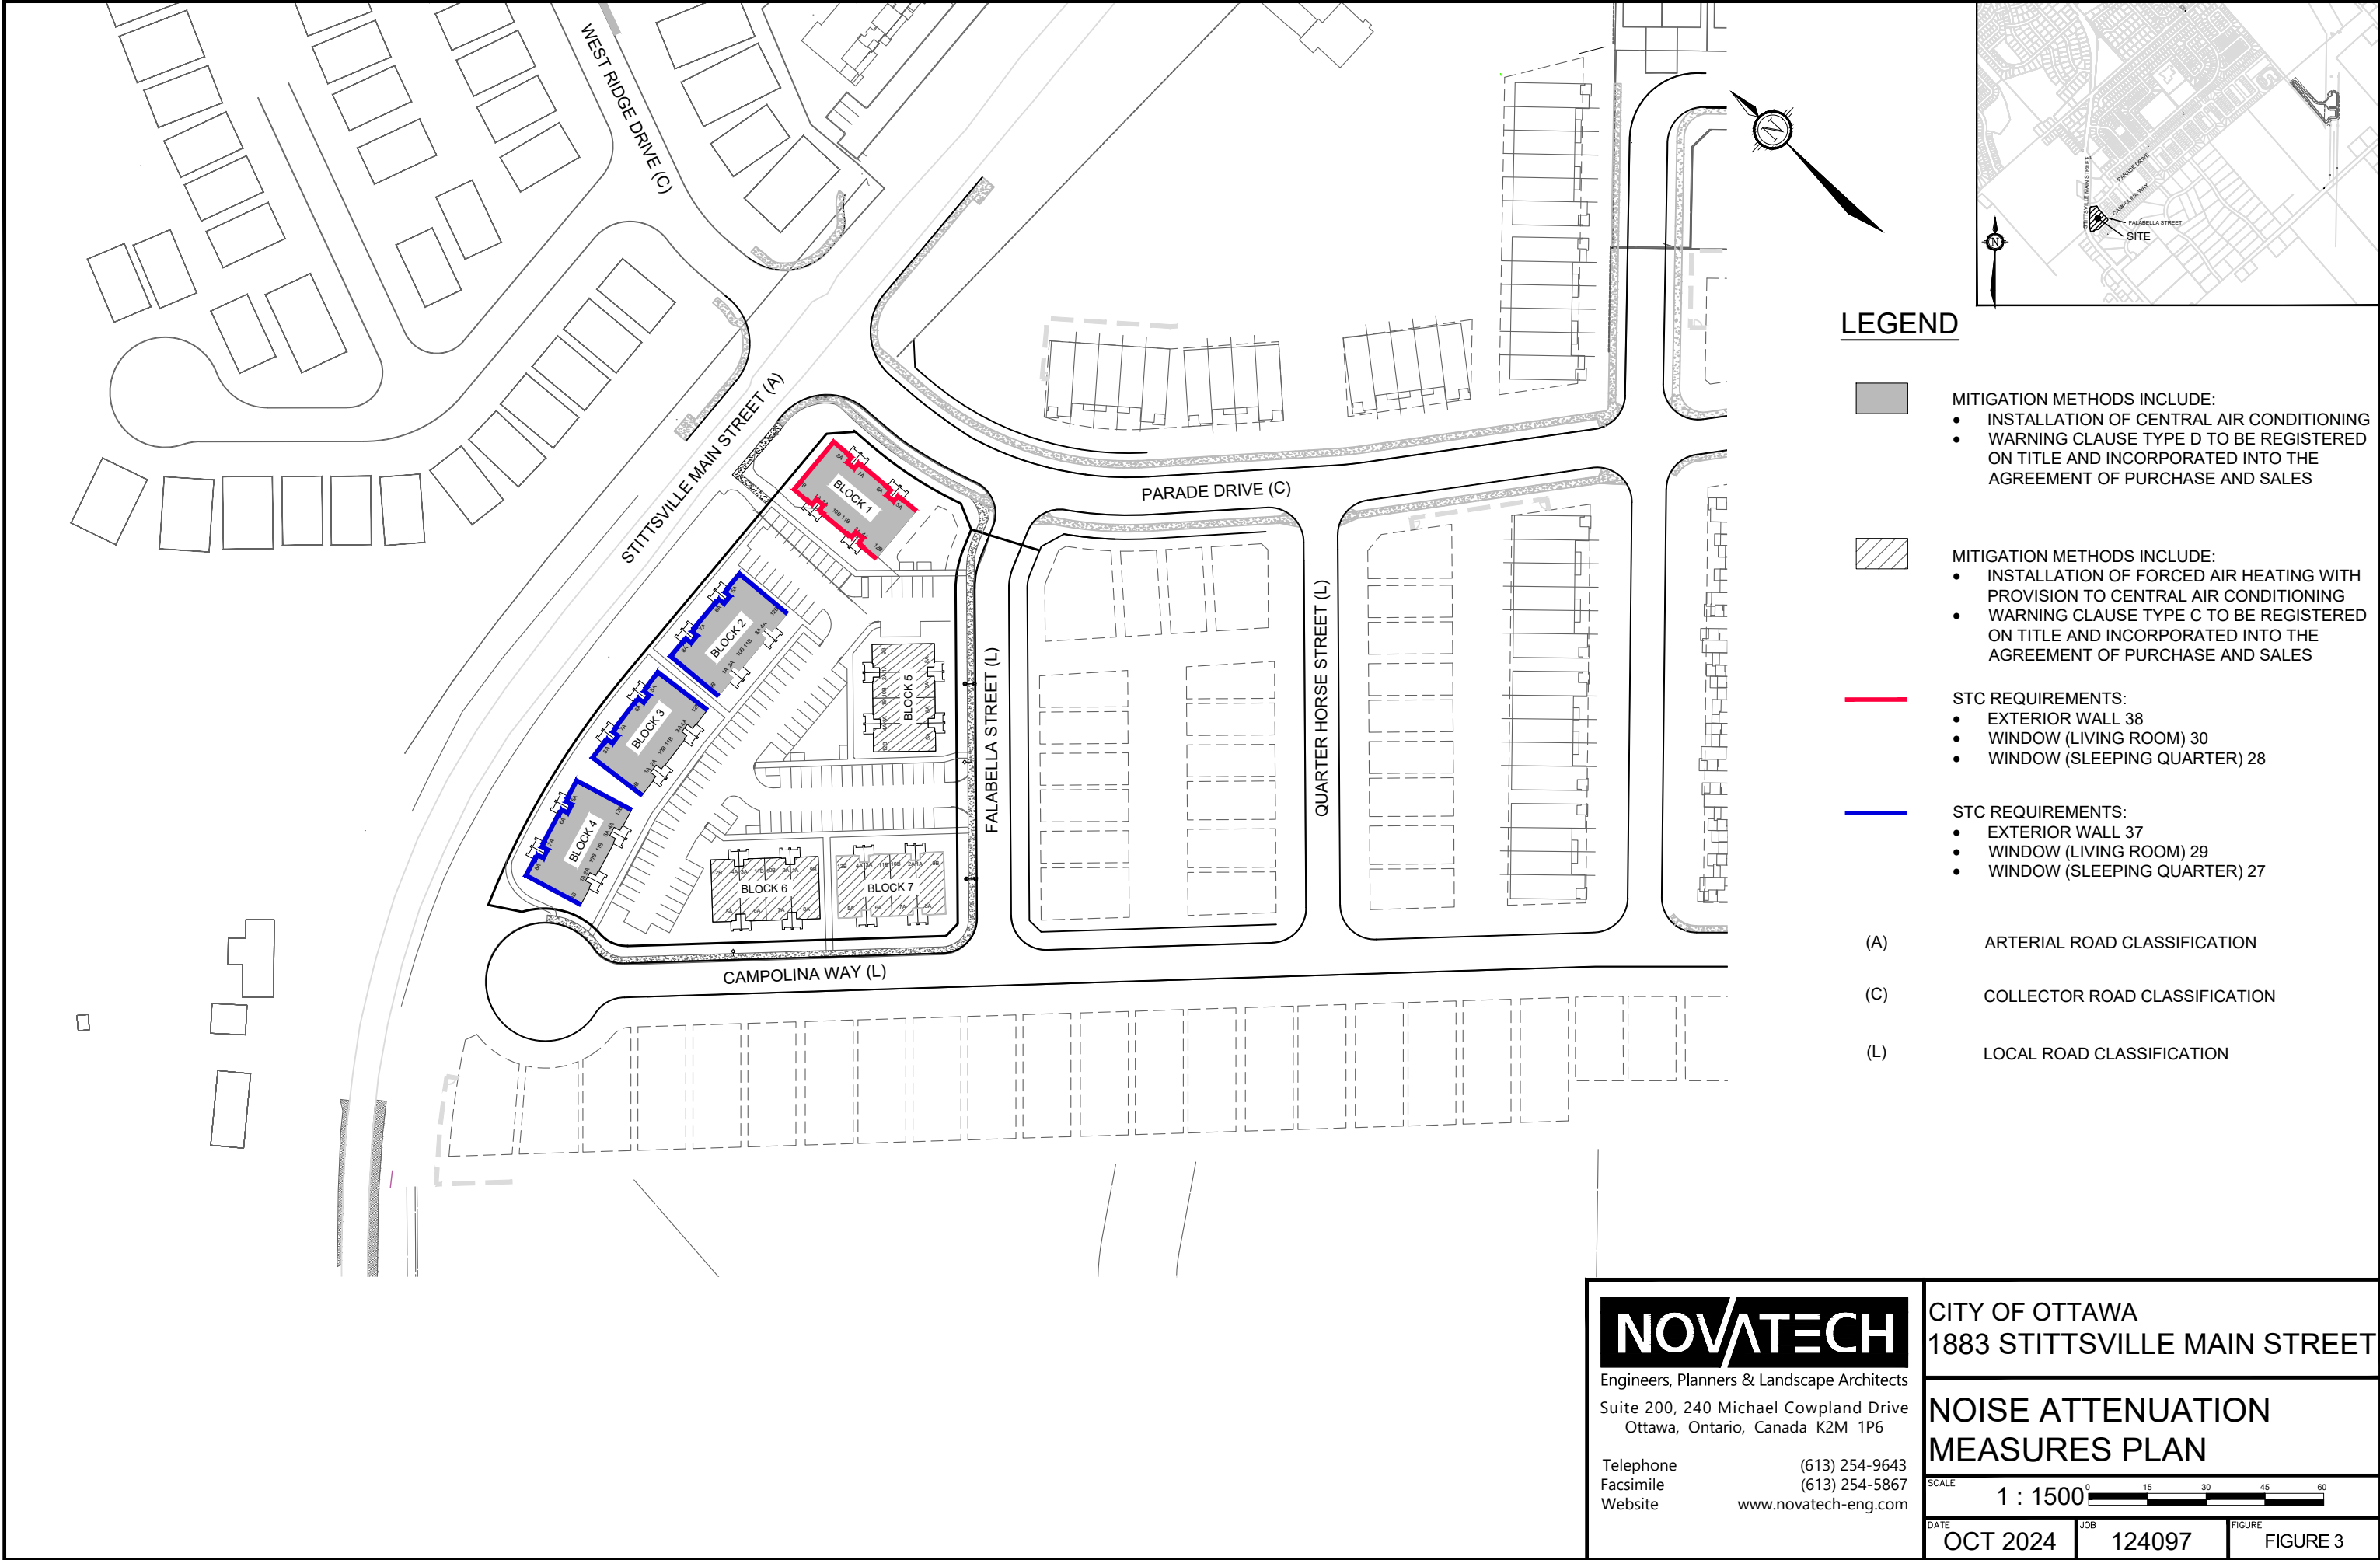 WEST RIDGE DRIVE (C)
STITTSVILLE MAIN STREET (A)
PARADE DRIVE (C)
FALABELLA STREET (L)
QUARTER HORSE STREET (L)
CAMPOLINA WAY (L)
BLOCK 1
BLOCK 2
BLOCK 3
BLOCK 4
BLOCK 5
BLOCK 6
BLOCK 7
N
STITTSVILLE MAIN STREET
PARADE DRIVE
CAMPOLINA WAY
FALABELLA STREET
SITE
N
LEGEND
MITIGATION METHODS INCLUDE:
• INSTALLATION OF CENTRAL AIR CONDITIONING
• WARNING CLAUSE TYPE D TO BE REGISTERED
ON TITLE AND INCORPORATED INTO THE
AGREEMENT OF PURCHASE AND SALES
MITIGATION METHODS INCLUDE:
• INSTALLATION OF FORCED AIR HEATING WITH
PROVISION TO CENTRAL AIR CONDITIONING
• WARNING CLAUSE TYPE C TO BE REGISTERED
ON TITLE AND INCORPORATED INTO THE
AGREEMENT OF PURCHASE AND SALES
STC REQUIREMENTS:
• EXTERIOR WALL 38
• WINDOW (LIVING ROOM) 30
• WINDOW (SLEEPING QUARTER) 28
STC REQUIREMENTS:
• EXTERIOR WALL 37
• WINDOW (LIVING ROOM) 29
• WINDOW (SLEEPING QUARTER) 27
(A) ARTERIAL ROAD CLASSIFICATION
(C) COLLECTOR ROAD CLASSIFICATION
(L) LOCAL ROAD CLASSIFICATION
NOVATECH
Engineers, Planners & Landscape Architects
Suite 200, 240 Michael Cowpland Drive
Ottawa, Ontario, Canada K2M 1P6
Telephone (613) 254-9643
Facsimile (613) 254-5867
Website www.novatech-eng.com
CITY OF OTTAWA
1883 STITTSVILLE MAIN STREET
NOISE ATTENUATION
MEASURES PLAN
SCALE
1 : 1500
0 15 30 45 60
DATE
OCT 2024
JOB
124097
FIGURE
FIGURE 3